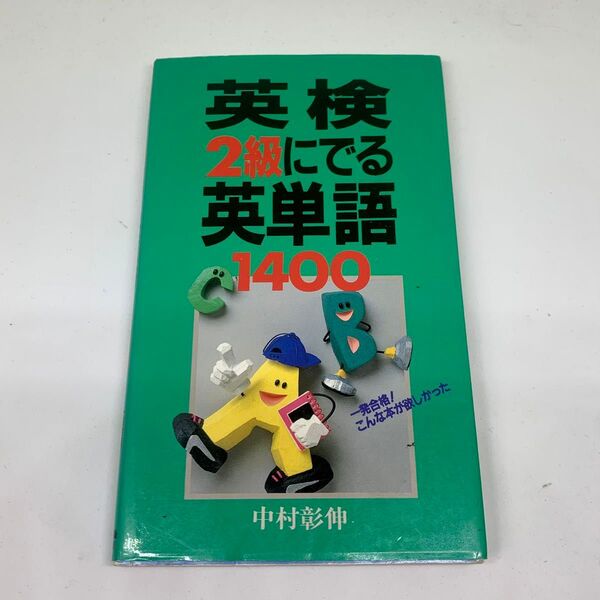 英検
2級にでる
英単語
1400
C
B
一発合格!
こんな本が欲しかった
中村彰伸